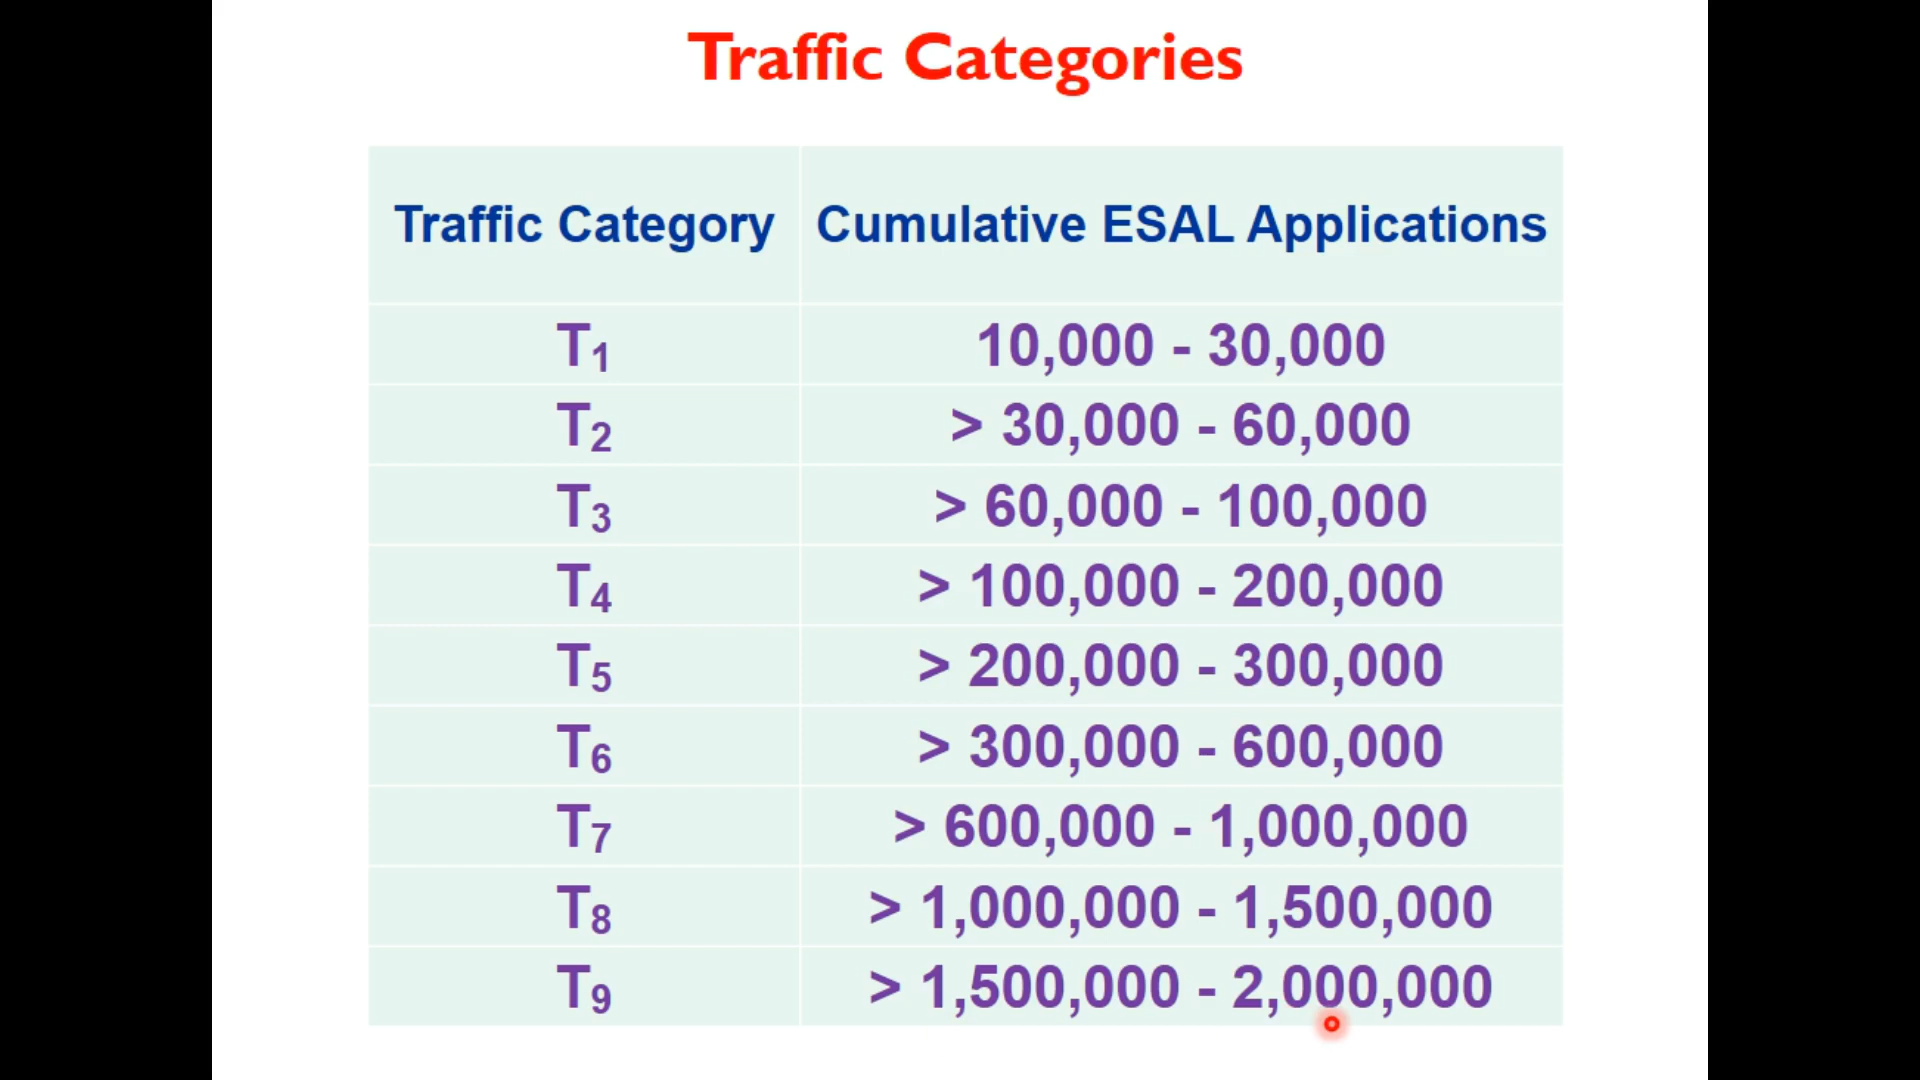 Traffic Categories
Traffic Category Cumulative ESAL Applications
T1 10,000 - 30,000
T2 > 30,000 - 60,000
T3 > 60,000 - 100,000
T4 > 100,000 - 200,000
T5 > 200,000 - 300,000
T6 > 300,000 - 600,000
T7 > 600,000 - 1,000,000
T8 > 1,000,000 - 1,500,000
T9 > 1,500,000 - 2,000,000